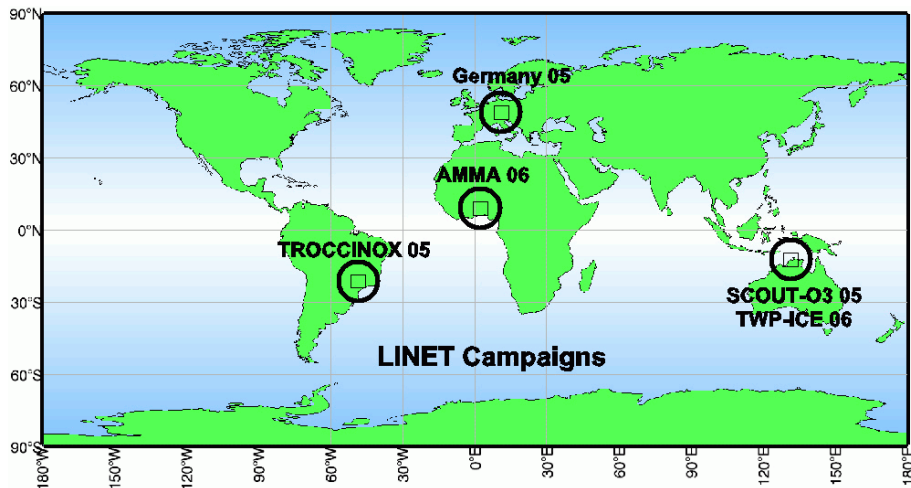 90°N
60°N
30°N
0°N
30°S
60°S
90°S
Germany 05
AMMA 06
TROCCINOX 05
SCOUT-O3 05
TWP-ICE 06
LINET Campaigns
180°W
150°W
120°W
90°W
60°W
30°W
0°E
30°E
60°E
90°E
120°E
150°E
180°E